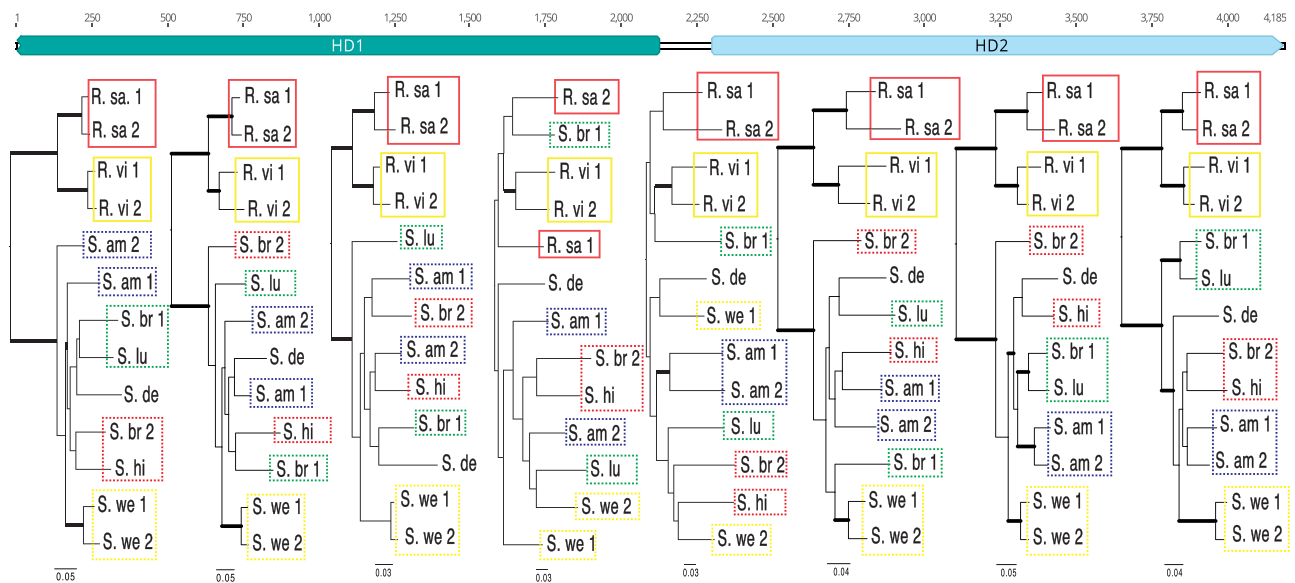 1 250 500 750 1,000 1,250 1,500 1,750 2,000 2,250 2,500 2,750 3,000 3,250 3,500 3,750 4,000 4,185
HD1 HD2
R. sa. 1
R. sa 2
R. vi 1
R. vi 2
S. am 2
S. am 1
S. br 1
S. lu
S. de
S. br 2
S. hi
S. we 1
S. we 2
0.05
R. sa 1
R. sa 2
R. vi 1
R. vi 2
S. br 2
S. lu
S. am 2
S. de
S. am 1
S. hi
S. br 1
S. we 1
S. we 2
0.05
R. sa 1
R. sa 2
R. vi 1
R. vi 2
S. lu
S. am 1
S. br 2
S. am 2
S. hi
S. br 1
S. de
S. we 1
S. we 2
0.03
R. sa 2
S. br 1
R. vi 1
R. vi 2
R. sa 1
S. de
S. am 1
S. br 2
S. hi
S. am 2
S. lu
S. we 2
S. we 1
0.03
R. sa 1
R. sa 2
R. vi 1
R. vi 2
S. br 1
S. de
S. we 1
S. am 1
S. am 2
S. lu
S. br 2
S. hi
S. we 2
0.03
R. sa 1
R. sa 2
R. vi 1
R. vi 2
S. br 2
S. de
S. lu
S. hi
S. am 1
S. am 2
S. br 1
S. we 1
S. we 2
0.04
R. sa 1
R. sa 2
R. vi 1
R. vi 2
S. br 2
S. de
S. hi
S. br 1
S. lu
S. am 1
S. am 2
S. we 1
S. we 2
0.05
R. sa 1
R. sa 2
R. vi 1
R. vi 2
S. br 1
S. lu
S. de
S. br 2
S. hi
S. am 1
S. am 2
S. we 1
S. we 2
0.04